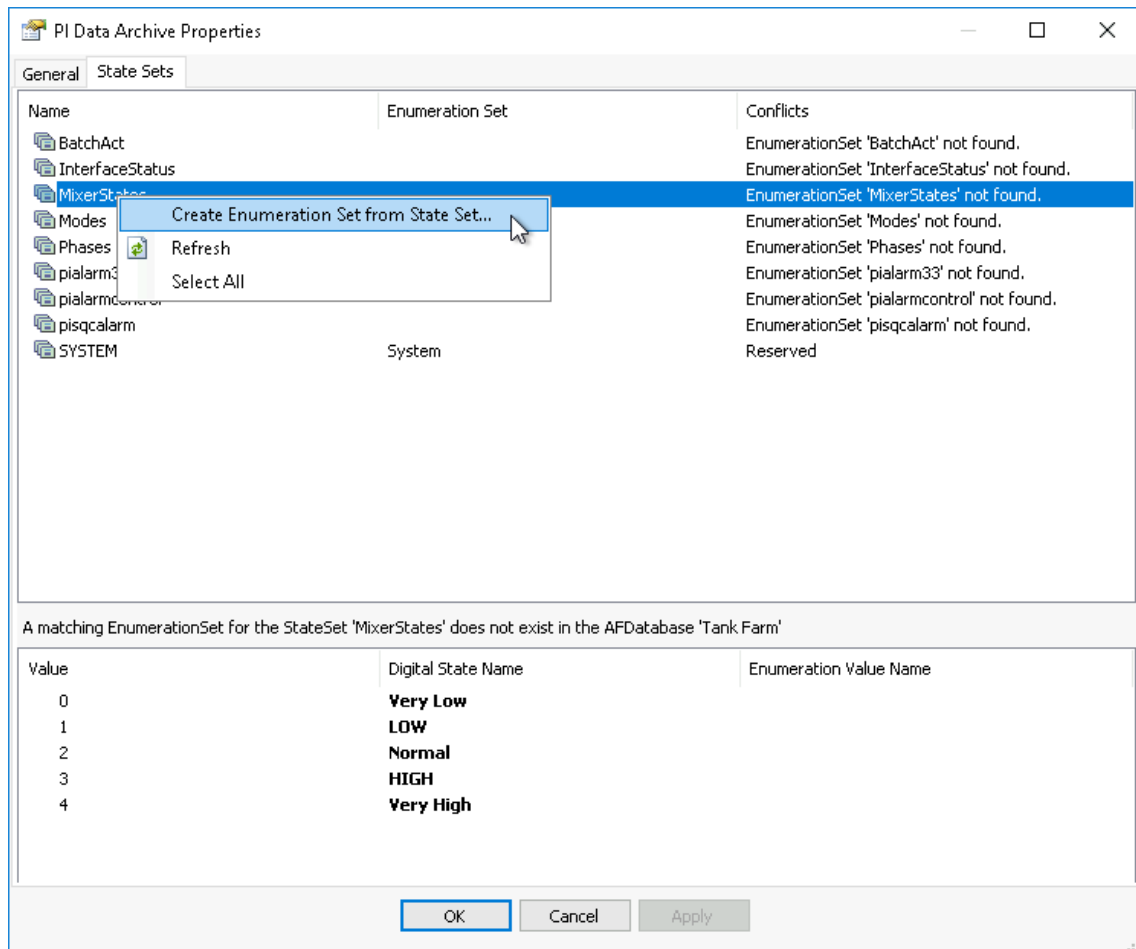 PI Data Archive Properties
General State Sets
Name Enumeration Set Conflicts
BatchAct EnumerationSet 'BatchAct' not found.
InterfaceStatus EnumerationSet 'InterfaceStatus' not found.
MixerStates EnumerationSet 'MixerStates' not found.
Create Enumeration Set from State Set...
Modes EnumerationSet 'Modes' not found.
Phases Refresh EnumerationSet 'Phases' not found.
pialarm3 EnumerationSet 'pialarm33' not found.
Select All
pialarmcontrol EnumerationSet 'pialarmcontrol' not found.
pisqcalarm EnumerationSet 'pisqcalarm' not found.
SYSTEM System Reserved
A matching EnumerationSet for the StateSet 'MixerStates' does not exist in the AFDatabase 'Tank Farm'
Value Digital State Name Enumeration Value Name
0 Very Low
1 LOW
2 Normal
3 HIGH
4 Very High
OK Cancel Apply